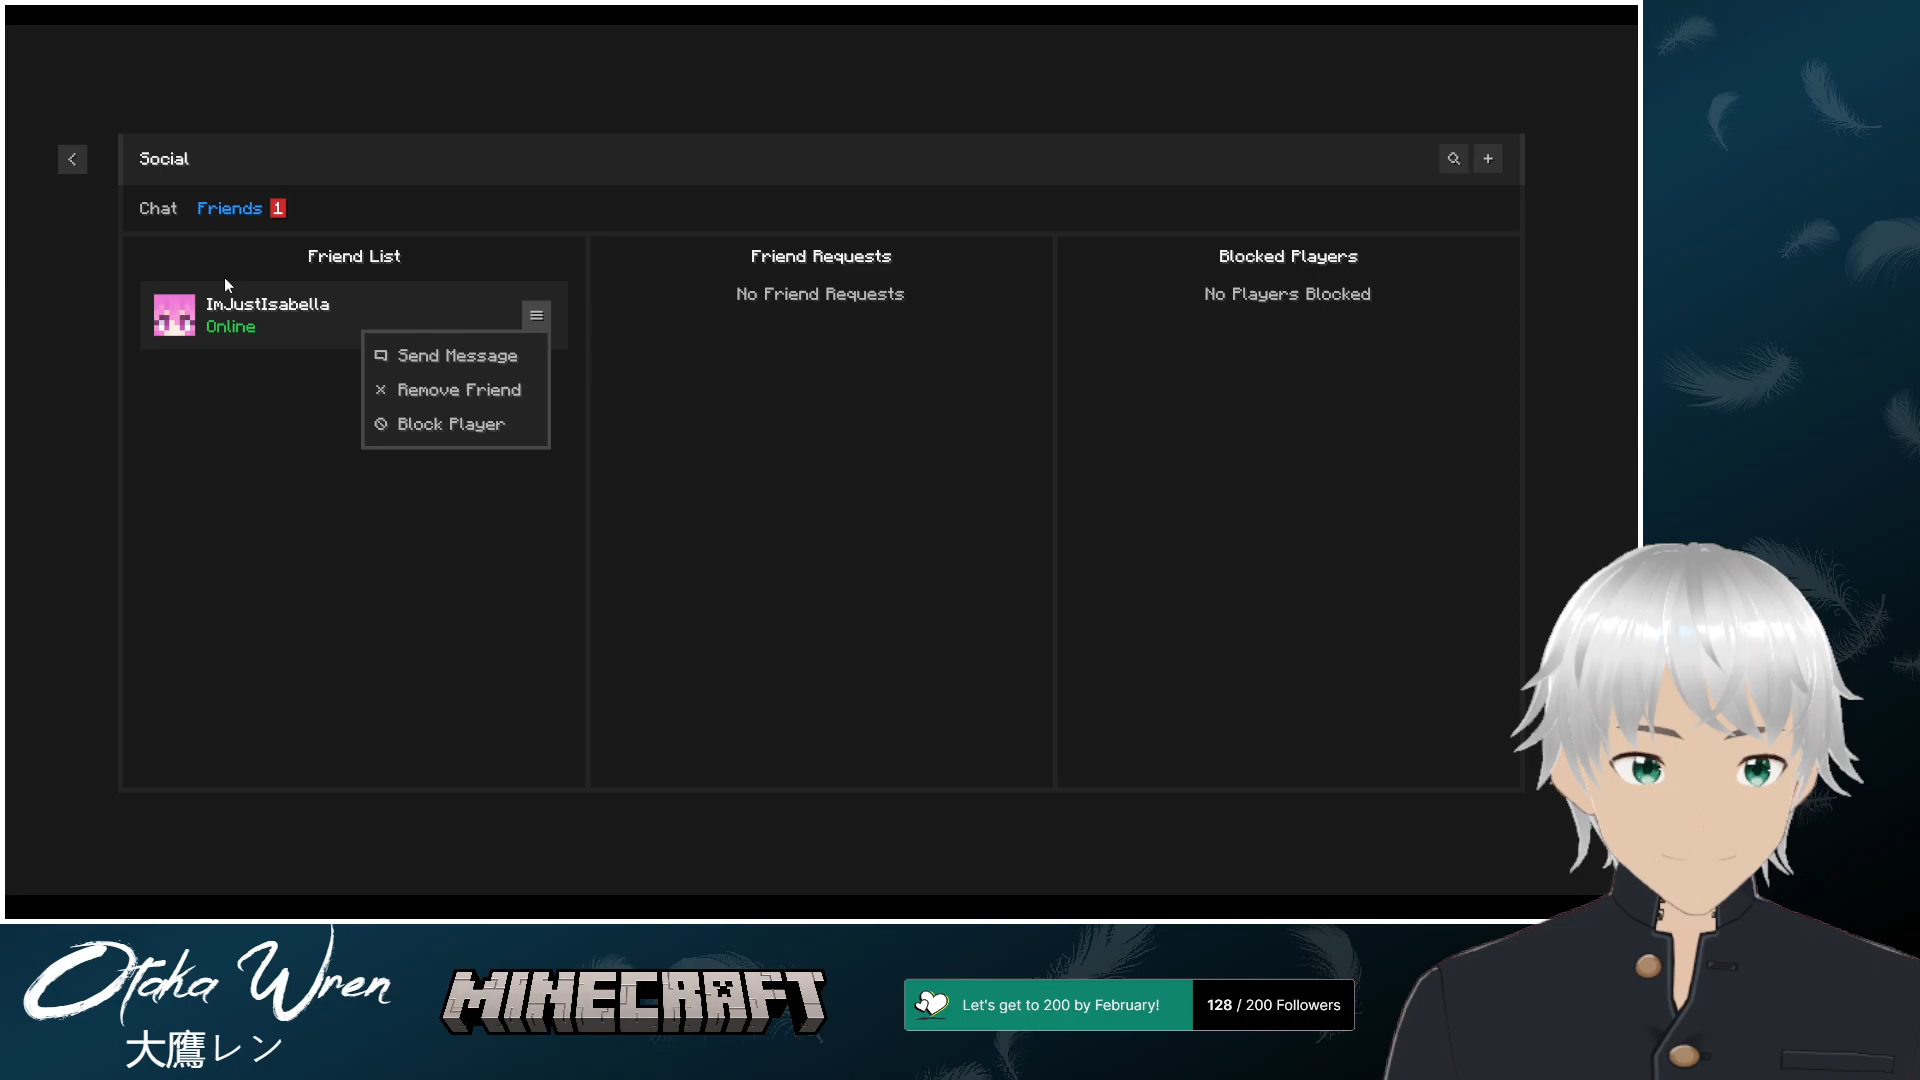 Social
Chat Friends 1
Friend List
ImJustIsabella
Online
Send Message
Remove Friend
Block Player
Friend Requests
No Friend Requests
Blocked Players
No Players Blocked
Otaka Wren
大鷹レン
MINECRAFT
Let's get to 200 by February!
128 / 200 Followers